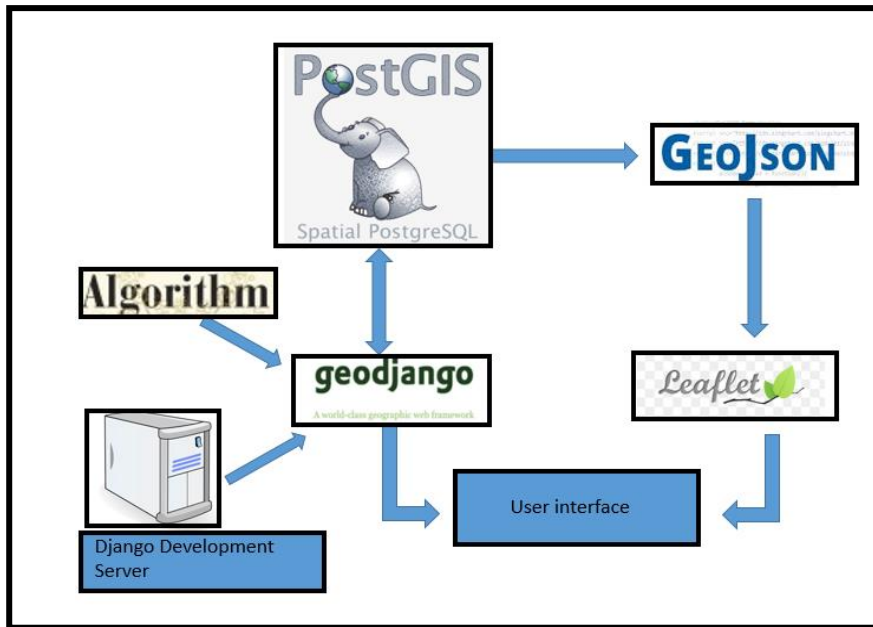 PostGIS
Spatial PostgreSQL
GEOJSON
Algorithm
geodjango
A world-class geographic web framework
Leaflet
User interface
Django Development
Server